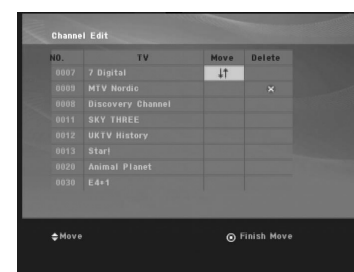 Channel Edit
NO. TV Move Delete
0007 7 Digital
0009 MTV Nordic
0008 Discovery Channel
0011 SKY THREE
0012 UKTV History
0013 Star!
0020 Animal Planet
0030 E4+1
Move Finish Move